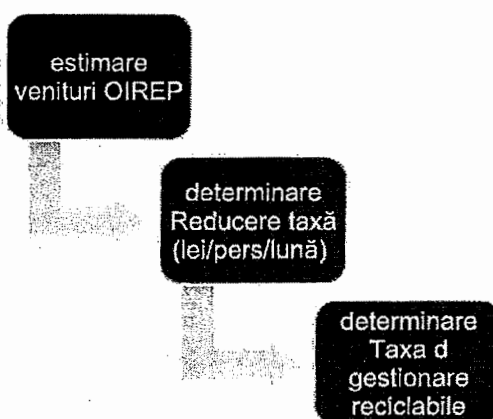 estimare
venituri OIREP
determinare
Reducere taxă
(lei/pers/lună)
determinare
Taxa d
gestionare
reciclabile